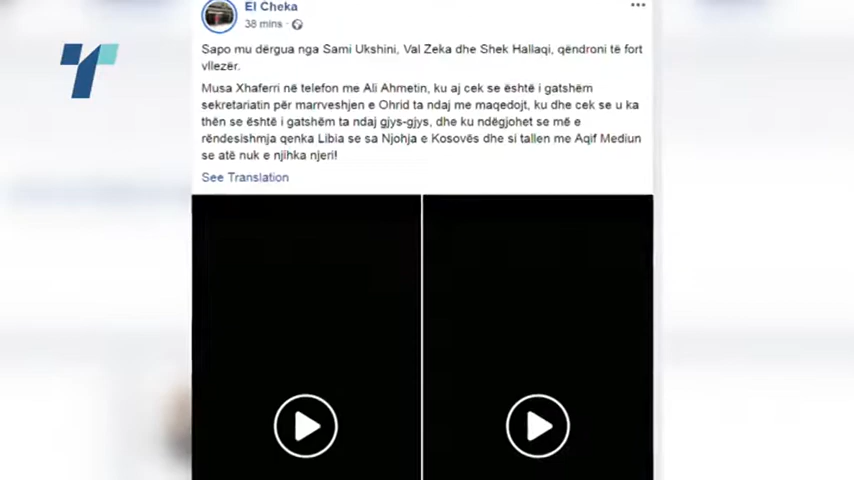 El Cheka
38 mins
Sapo mu dërgua nga Sami Ukshini, Val Zeka dhe Shek Hallaqi, qëndroni të fort
vllezër.
Musa Xhaferri në telefon me Ali Ahmetin, ku aj cek se është i gatshëm
sekretariatin për marrveshjen e Ohrid ta ndaj me maqedojt, ku dhe cek se u ka
thën se është i gatshëm ta ndaj gjys-gjys, dhe ku ndëgjohet se më e
rëndesishmja qenka Libia se sa Njohja e Kosovës dhe si tallen me Aqif Mediun
se atë nuk e njihka njeri!
See Translation